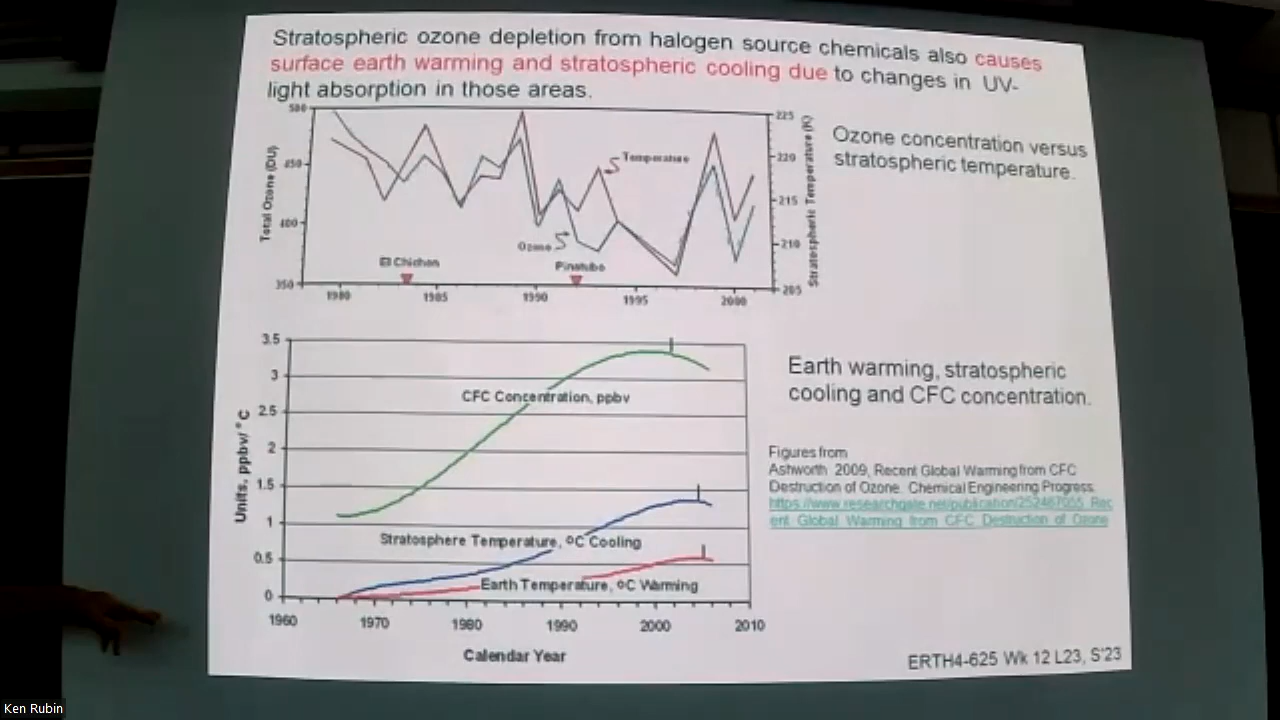 Stratospheric ozone depletion from halogen source chemicals also causes
surface earth warming and stratospheric cooling due to changes in UV-
light absorption in those areas.
500
450
400
350
Total Ozone (DU)
225
220
215
210
205
Stratospheric Temperature (K)
Temperature
Ozone
El Chichon
Pinatubo
1980
1985
1990
1995
2000
Ozone concentration versus
stratospheric temperature.
3.5
3
2.5
2
1.5
1
0.5
0
Units, ppbv/ °C
CFC Concentration, ppbv
Stratosphere Temperature, ºC Cooling
Earth Temperature, ºC Warming
1960
1970
1980
1990
2000
2010
Calendar Year
Earth warming, stratospheric
cooling and CFC concentration.
Figures from
Ashworth 2009, Recent Global Warming from CFC
Destruction of Ozone. Chemical Engineering Progress.
ent_Global_Warming_from_CFC_Destruction_of_Ozone
ERTH4-625 Wk 12 L23, S'23
Ken Rubin